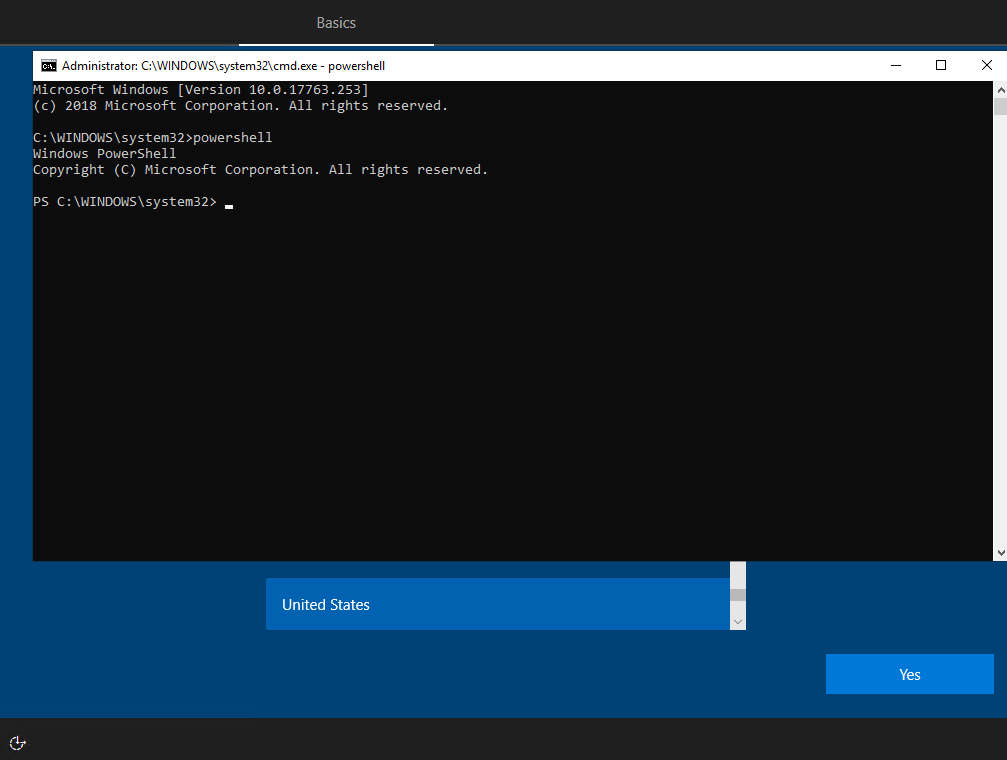 Basics
Administrator: C:\WINDOWS\system32\cmd.exe - powershell
Microsoft Windows [Version 10.0.17763.253]
(c) 2018 Microsoft Corporation. All rights reserved.
C:\WINDOWS\system32>powershell
Windows PowerShell
Copyright (C) Microsoft Corporation. All rights reserved.
PS C:\WINDOWS\system32>
United States
Yes